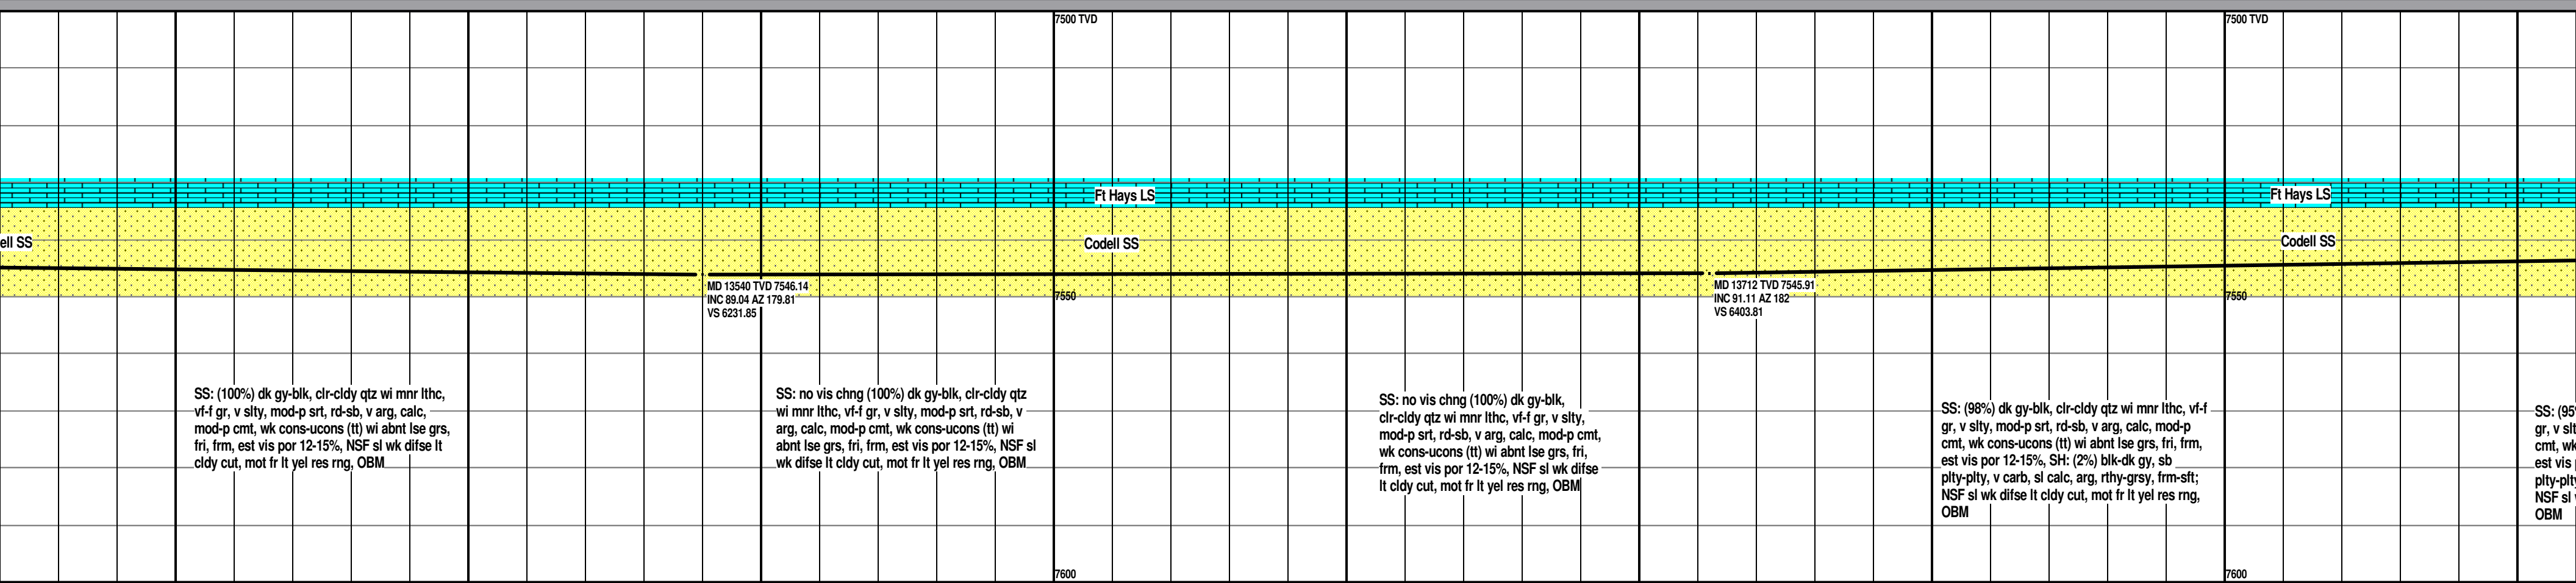 7500 TVD
7500 TVD
Ft Hays LS
Ft Hays LS
ell SS
Codell SS
Codell SS
MD 13540 TVD 7546.14
INC 89.04 AZ 179.81
VS 6231.85
7550
MD 13712 TVD 7545.91
INC 91.11 AZ 182
VS 6403.81
7550
SS: (100%) dk gy-blk, clr-cldy qtz wi mnr lthc,
vf-f gr, v slty, mod-p srt, rd-sb, v arg, calc,
mod-p cmt, wk cons-ucons (tt) wi abnt lse grs,
fri, frm, est vis por 12-15%, NSF sl wk difse lt
cldy cut, mot fr lt yel res rng, OBM
SS: no vis chng (100%) dk gy-blk, clr-cldy qtz
wi mnr lthc, vf-f gr, v slty, mod-p srt, rd-sb, v
arg, calc, mod-p cmt, wk cons-ucons (tt) wi
abnt lse grs, fri, frm, est vis por 12-15%, NSF sl
wk difse lt cldy cut, mot fr lt yel res rng, OBM
SS: no vis chng (100%) dk gy-blk,
clr-cldy qtz wi mnr lthc, vf-f gr, v slty,
mod-p srt, rd-sb, v arg, calc, mod-p cmt,
wk cons-ucons (tt) wi abnt lse grs, fri,
frm, est vis por 12-15%, NSF sl wk difse
lt cldy cut, mot fr lt yel res rng, OBM
SS: (98%) dk gy-blk, clr-cldy qtz wi mnr lthc, vf-f
gr, v slty, mod-p srt, rd-sb, v arg, calc, mod-p
cmt, wk cons-ucons (tt) wi abnt lse grs, fri, frm,
est vis por 12-15%, SH: (2%) blk-dk gy, sb
plty-plty, v carb, sl calc, arg, rthy-grsy, frm-sft;
NSF sl wk difse lt cldy cut, mot fr lt yel res rng,
OBM
SS: (95
gr, v slt
cmt, wk
est vis
plty-plty
NSF sl
OBM
7600
7600